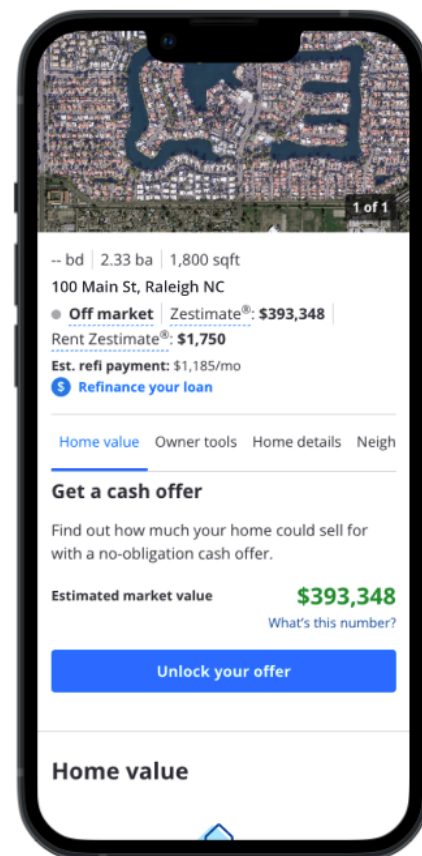 1 of 1
-- bd | 2.33 ba | 1,800 sqft
100 Main St, Raleigh NC
Off market | Zestimate®: $393,348 |
Rent Zestimate®: $1,750
Est. refi payment: $1,185/mo
$ Refinance your loan
Home value Owner tools Home details Neigh
Get a cash offer
Find out how much your home could sell for
with a no-obligation cash offer.
Estimated market value $393,348
What's this number?
Unlock your offer
Home value